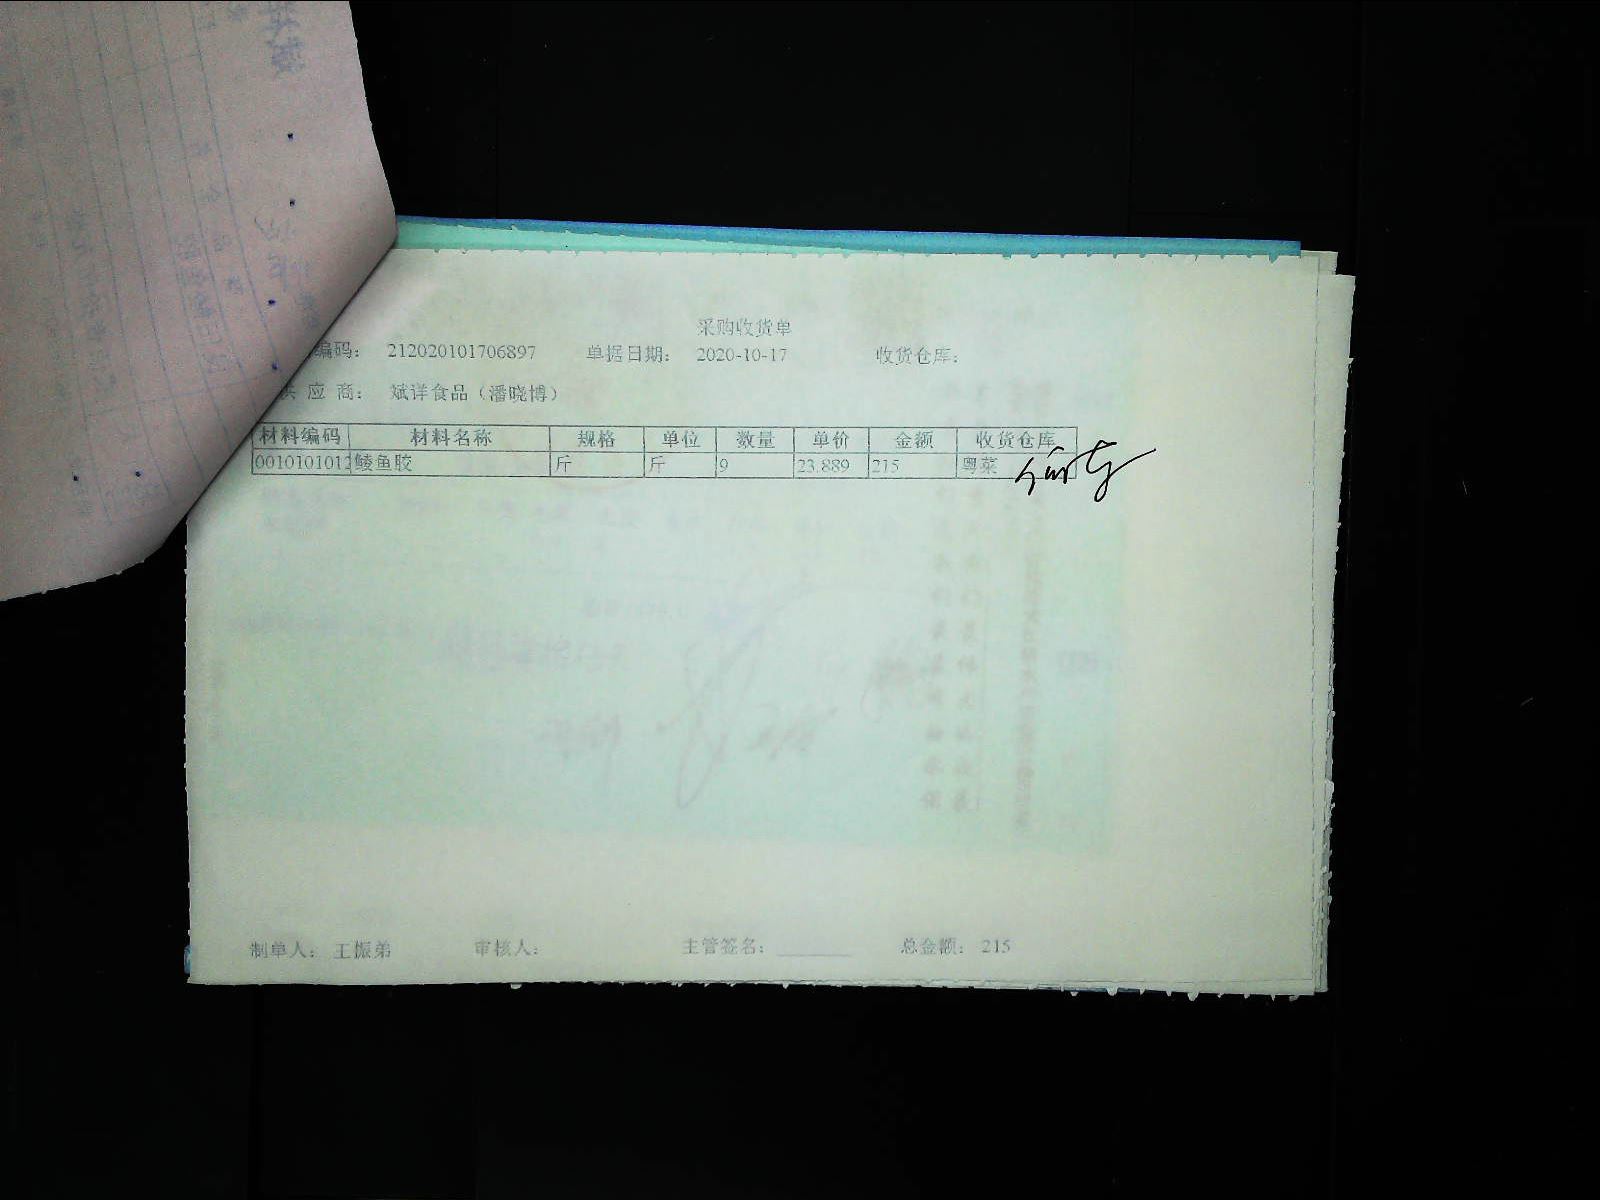 采购收货单
编码： 212020101706897 单据日期： 2020-10-17 收货仓库：
供 应 商： 斌洋食品（潘晓博）
材料编码 材料名称 规格 单位 数量 单价 金额 收货仓库
0010101012 鲮鱼胶 斤 斤 9 23.889 215 粤菜
制单人： 王振弟 审核人： 主管签名： 总金额： 215